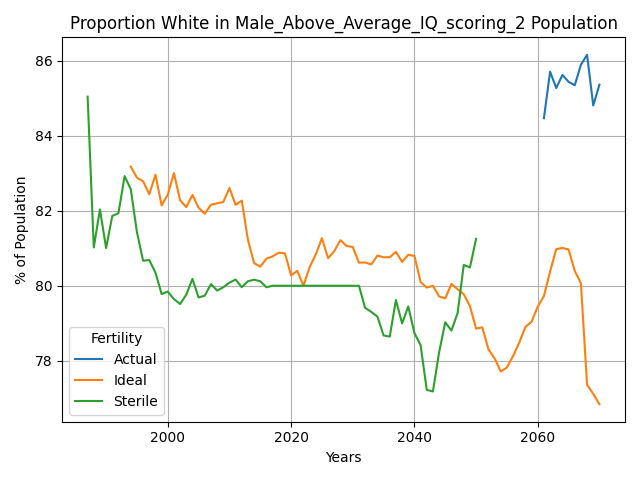 Proportion White in Male_Above_Average_IQ_scoring_2 Population
% of Population
86
84
82
80
78
Fertility
Actual
Ideal
Sterile
2000
2020
2040
2060
Years